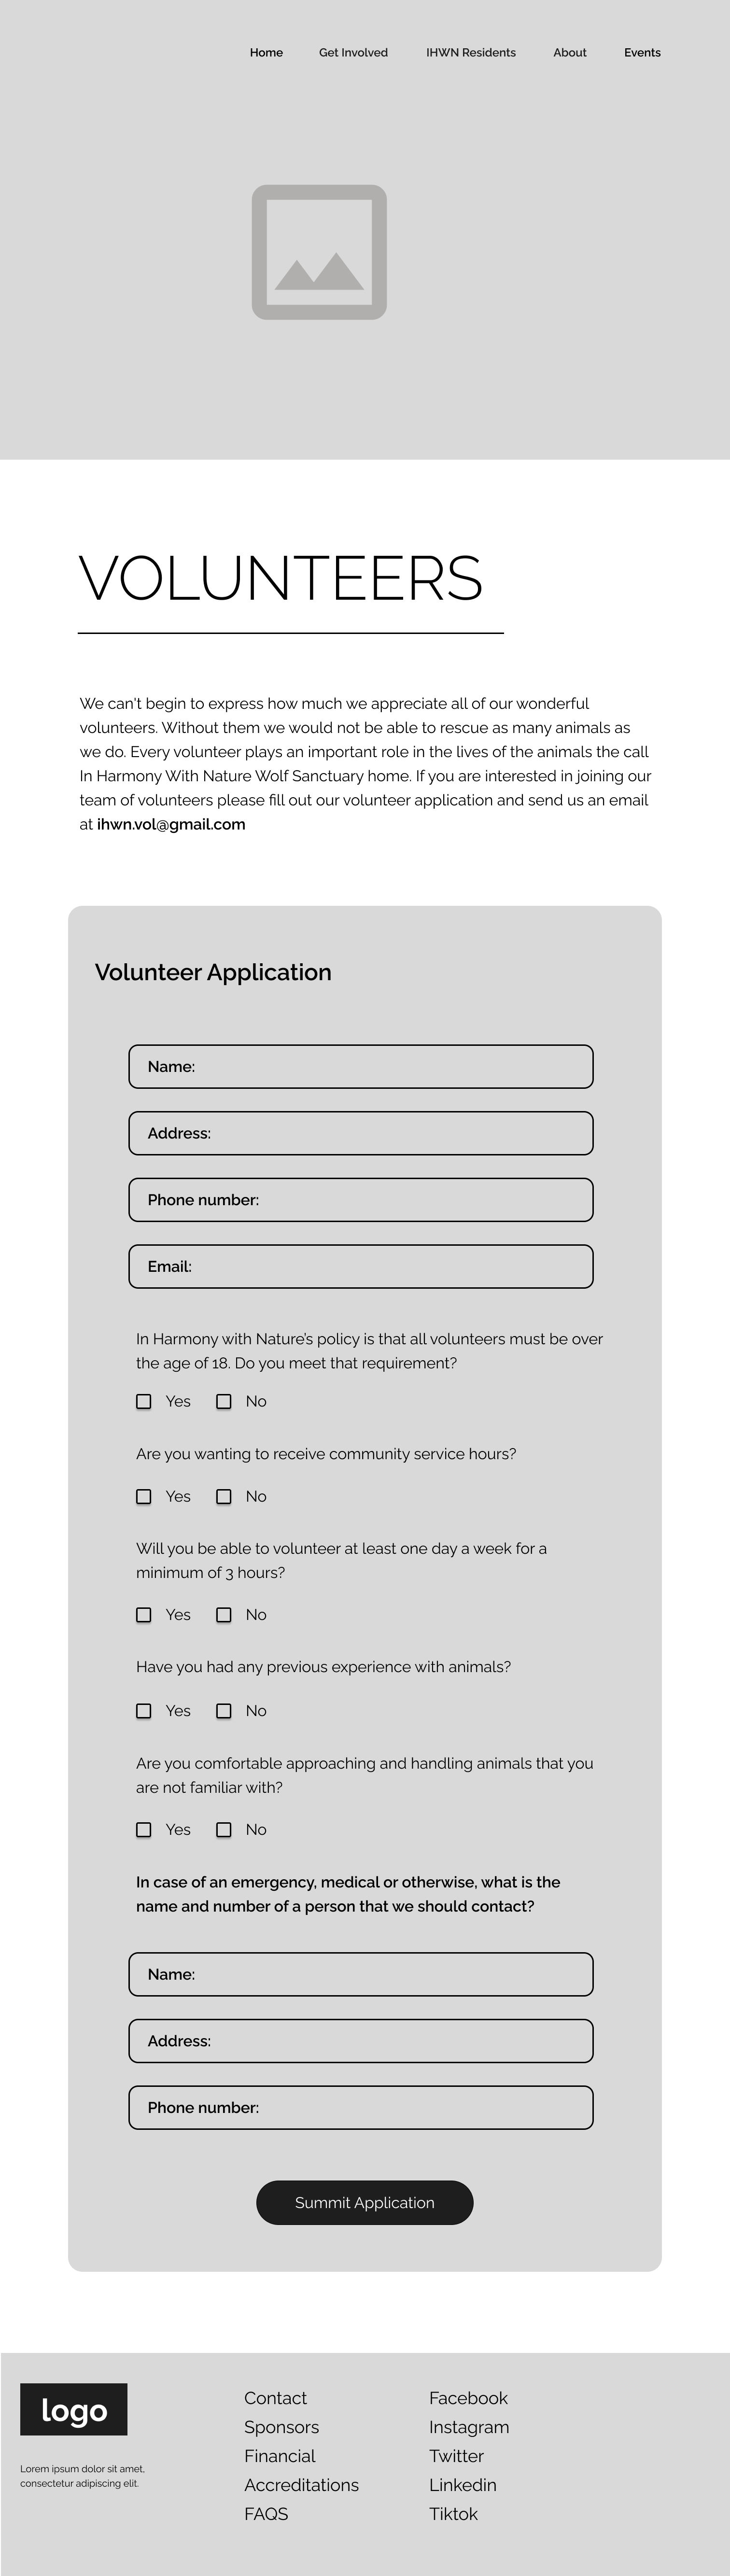 Home Get Involved IHWN Residents About Events
VOLUNTEERS
We can't begin to express how much we appreciate all of our wonderful
volunteers. Without them we would not be able to rescue as many animals as
we do. Every volunteer plays an important role in the lives of the animals the call
In Harmony With Nature Wolf Sanctuary home. If you are interested in joining our
team of volunteers please fill out our volunteer application and send us an email
at ihwn.vol@gmail.com
Volunteer Application
Name:
Address:
Phone number:
Email:
In Harmony with Nature’s policy is that all volunteers must be over
the age of 18. Do you meet that requirement?
Yes No
Are you wanting to receive community service hours?
Yes No
Will you be able to volunteer at least one day a week for a
minimum of 3 hours?
Yes No
Have you had any previous experience with animals?
Yes No
Are you comfortable approaching and handling animals that you
are not familiar with?
Yes No
In case of an emergency, medical or otherwise, what is the
name and number of a person that we should contact?
Name:
Address:
Phone number:
Summit Application
logo
Lorem ipsum dolor sit amet,
consectetur adipiscing elit.
Contact
Sponsors
Financial
Accreditations
FAQS
Facebook
Instagram
Twitter
Linkedin
Tiktok